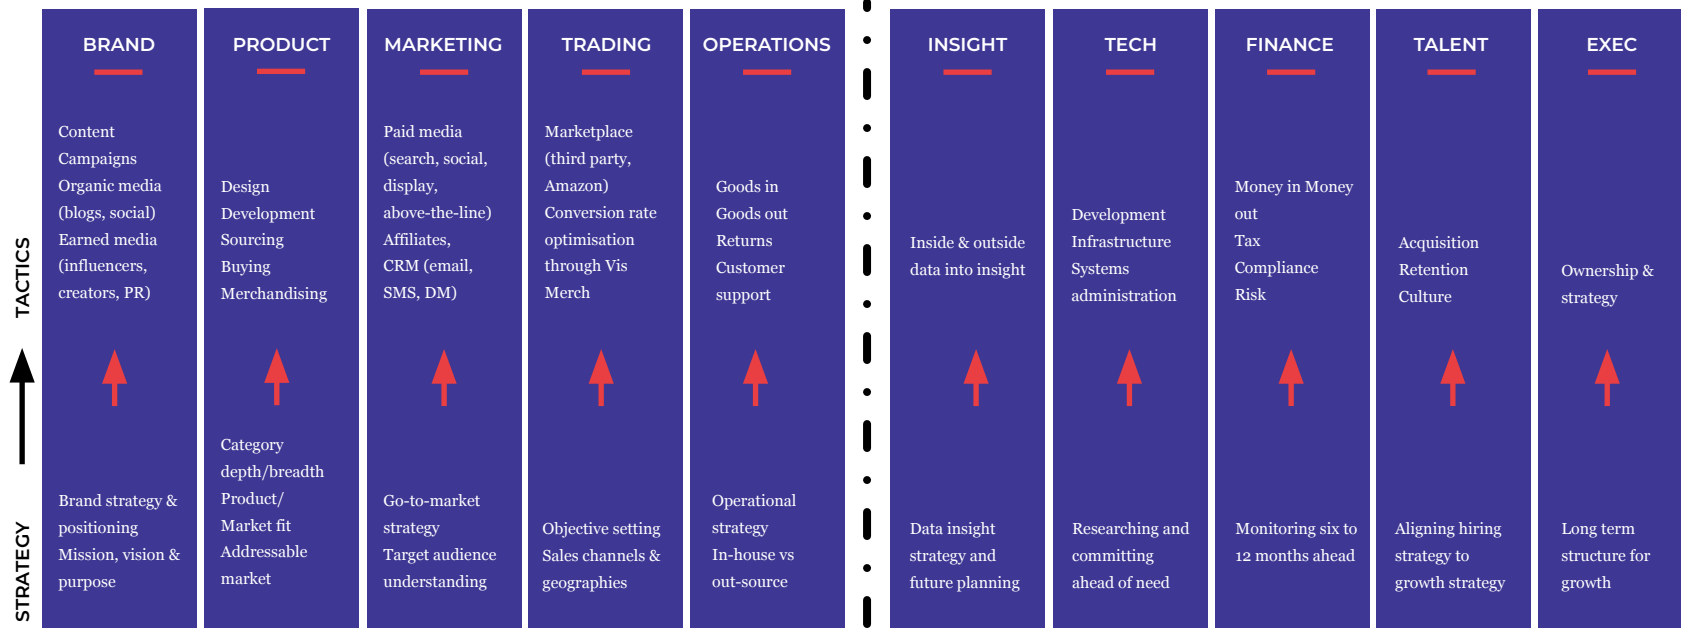 BRAND
Content
Campaigns
Organic media
(blogs, social)
Earned media
(influencers,
creators, PR)
Brand strategy &
positioning
Mission, vision &
purpose
PRODUCT
Design
Development
Sourcing
Buying
Merchandising
Category
depth/breadth
Product/
Market fit
Addressable
market
MARKETING
Paid media
(search, social,
display,
above-the-line)
Affiliates,
CRM (email,
SMS, DM)
Go-to-market
strategy
Target audience
understanding
TRADING
Marketplace
(third party,
Amazon)
Conversion rate
optimisation
through Vis
Merch
Objective setting
Sales channels &
geographies
OPERATIONS
Goods in
Goods out
Returns
Customer
support
Operational
strategy
In-house vs
out-source
INSIGHT
Inside & outside
data into insight
Data insight
strategy and
future planning
TECH
Development
Infrastructure
Systems
administration
Researching and
committing
ahead of need
FINANCE
Money in Money
out
Tax
Compliance
Risk
Monitoring six to
12 months ahead
TALENT
Acquisition
Retention
Culture
Aligning hiring
strategy to
growth strategy
EXEC
Ownership &
strategy
Long term
structure for
growth
TACTICS
STRATEGY